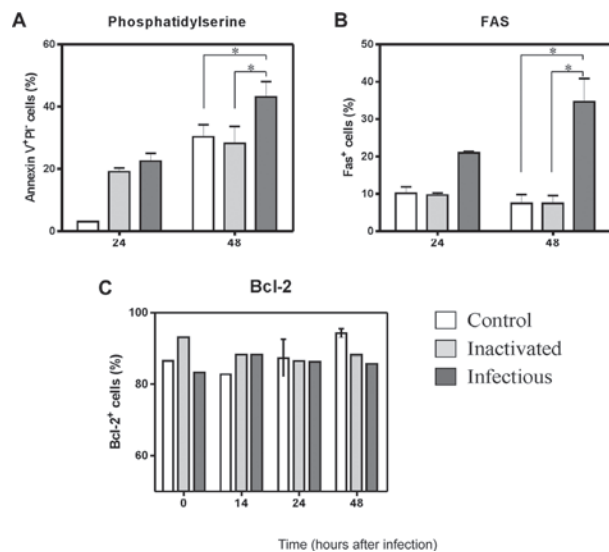 A
Phosphatidylserine
Annexin V⁺PI⁻ cells (%)
60
40
20
0
*
*
24
48
B
FAS
Fas⁺ cells (%)
50
40
30
20
10
0
*
*
24
48
C
Bcl-2
Bcl-2⁺ cells (%)
100
80
60
0
14
24
48
Control
Inactivated
Infectious
Time (hours after infection)